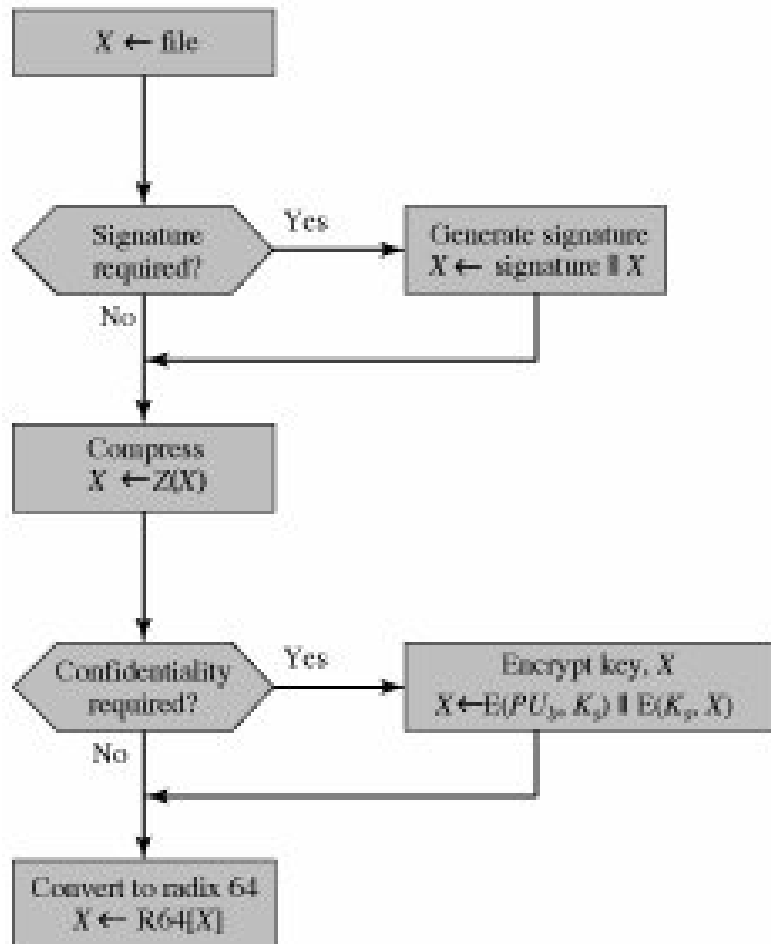 X ← file
Signature
required?
Yes
Generate signature
X ← signature || X
No
Compress
X ← Z(X)
Confidentiality
required?
Yes
Encrypt key, X
X ← E(PU_b, K_s) || E(K_s, X)
No
Convert to radix 64
X ← R64[X]